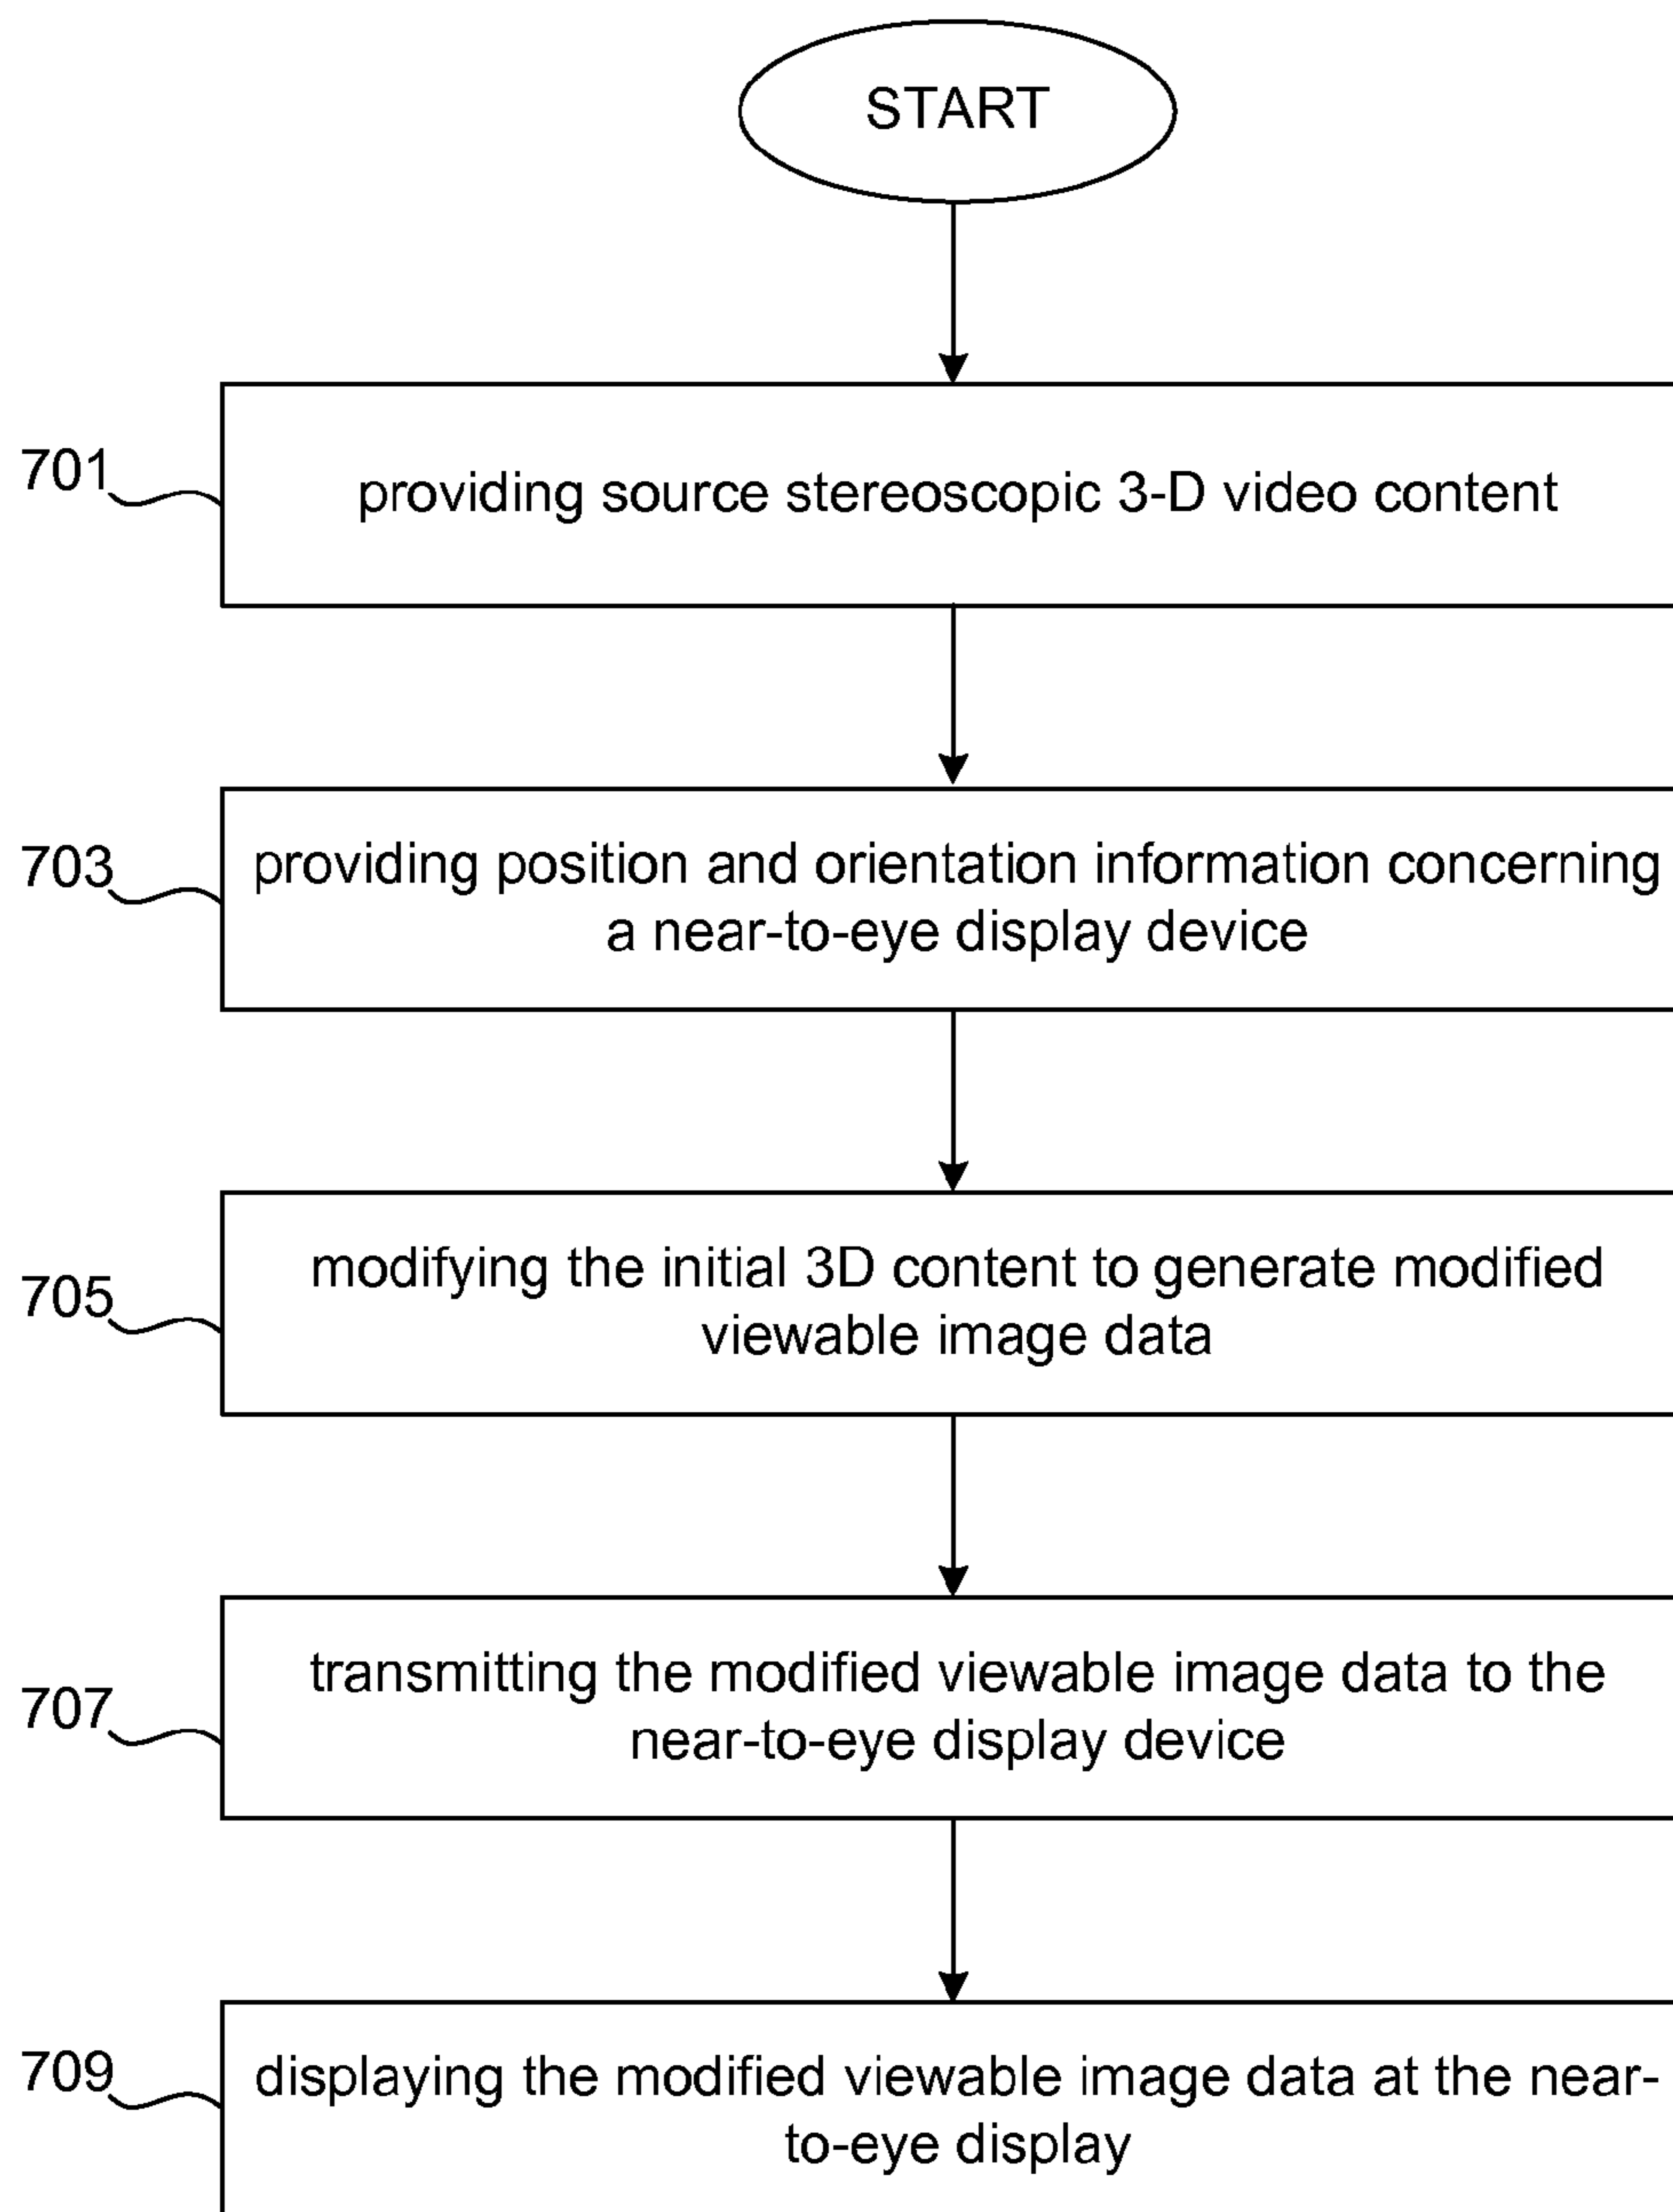 START
701
providing source stereoscopic 3-D video content
703
providing position and orientation information concerning
a near-to-eye display device
705
modifying the initial 3D content to generate modified
viewable image data
707
transmitting the modified viewable image data to the
near-to-eye display device
709
displaying the modified viewable image data at the near-
to-eye display